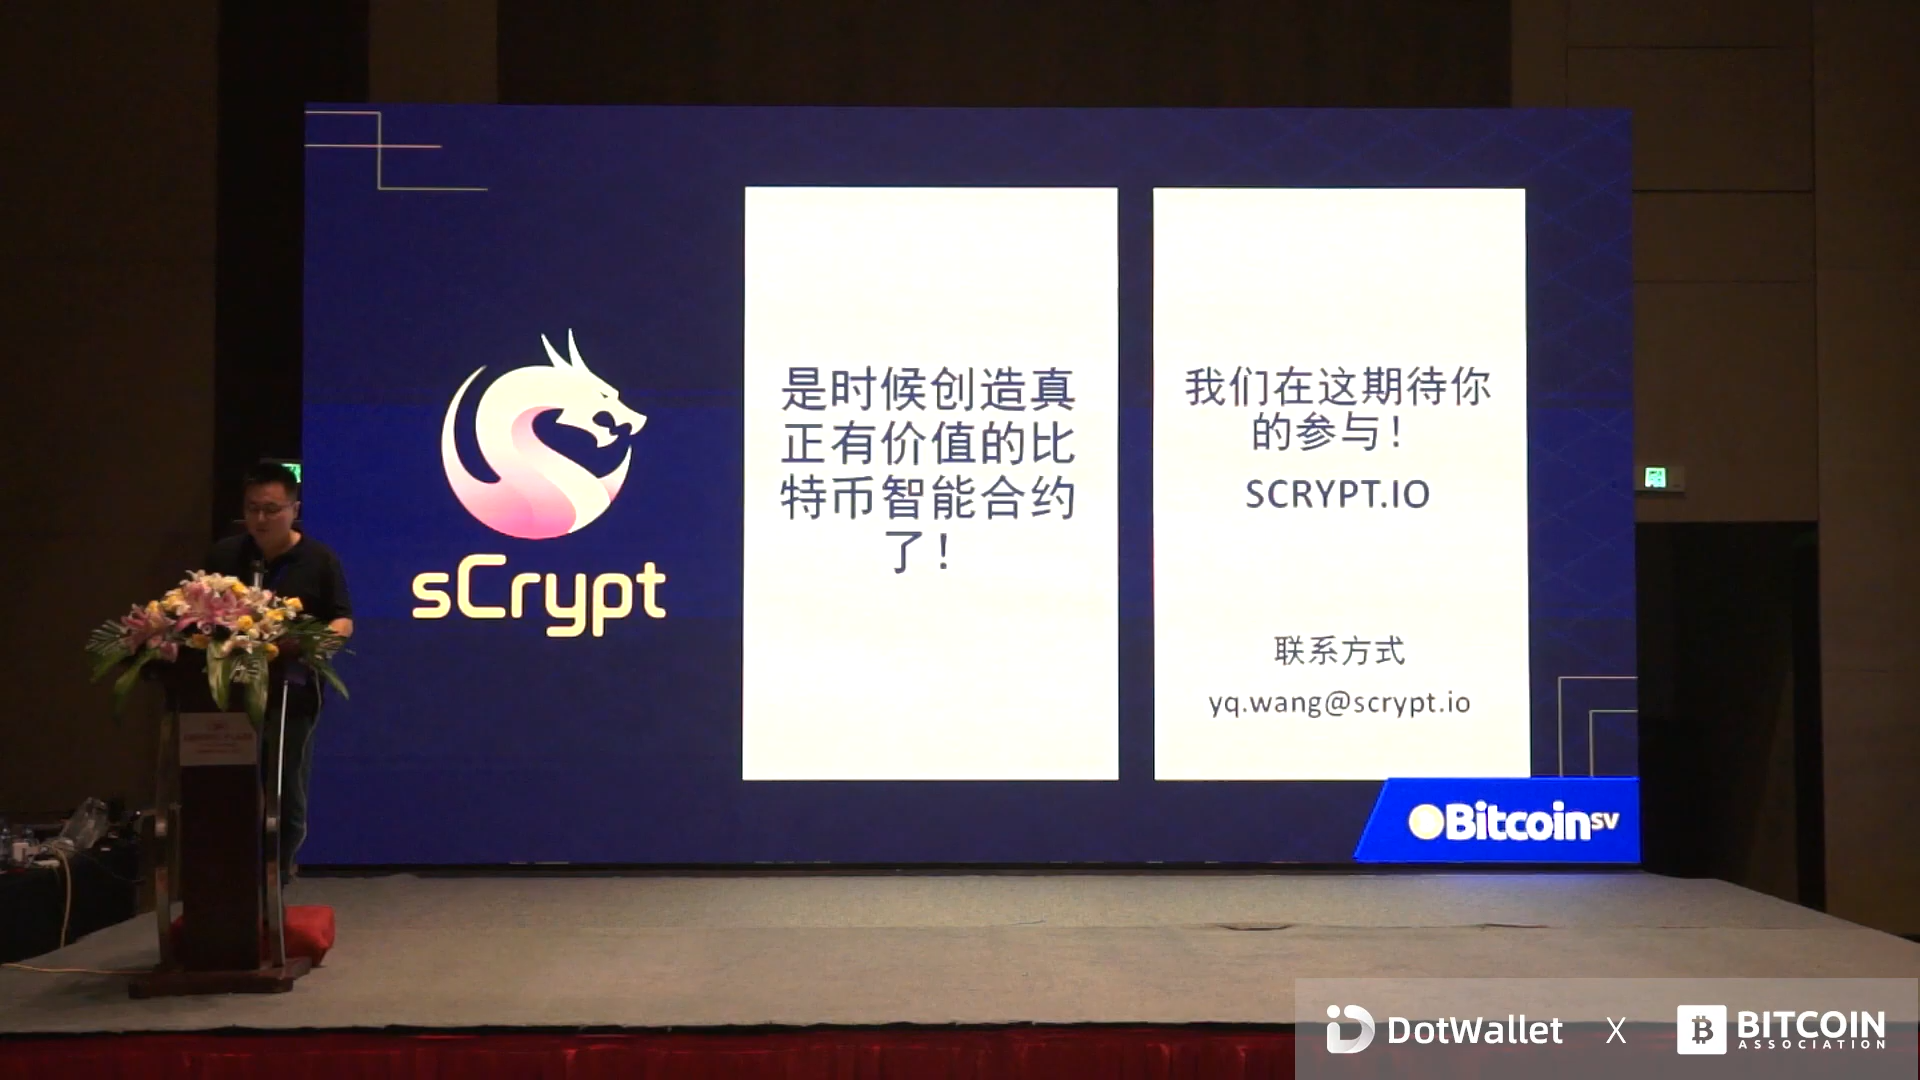 sCrypt
是时候创造真
正有价值的比
特币智能合约
了！
我们在这期待你
的参与！
SCRYPT.IO
联系方式
yq.wang@scrypt.io
Bitcoin SV
DotWallet X BITCOIN
ASSOCIATION